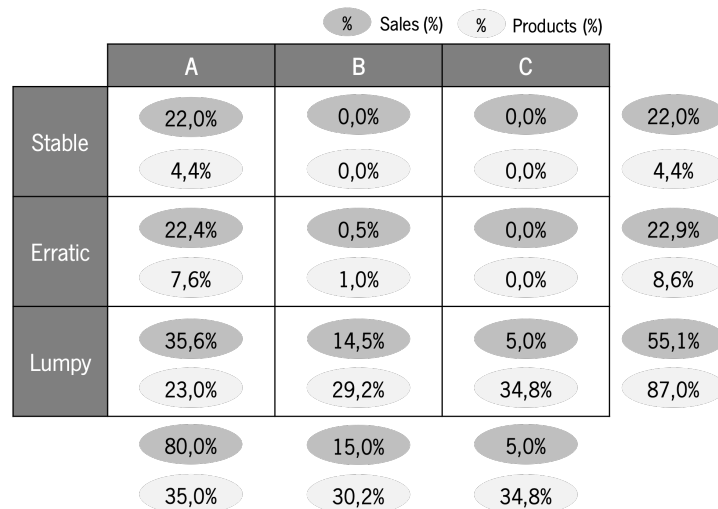 % Sales (%) % Products (%)
A B C
22,0% 0,0% 0,0% 22,0%
Stable
4,4% 0,0% 0,0% 4,4%
22,4% 0,5% 0,0% 22,9%
Erratic
7,6% 1,0% 0,0% 8,6%
35,6% 14,5% 5,0% 55,1%
Lumpy
23,0% 29,2% 34,8% 87,0%
80,0% 15,0% 5,0%
35,0% 30,2% 34,8%